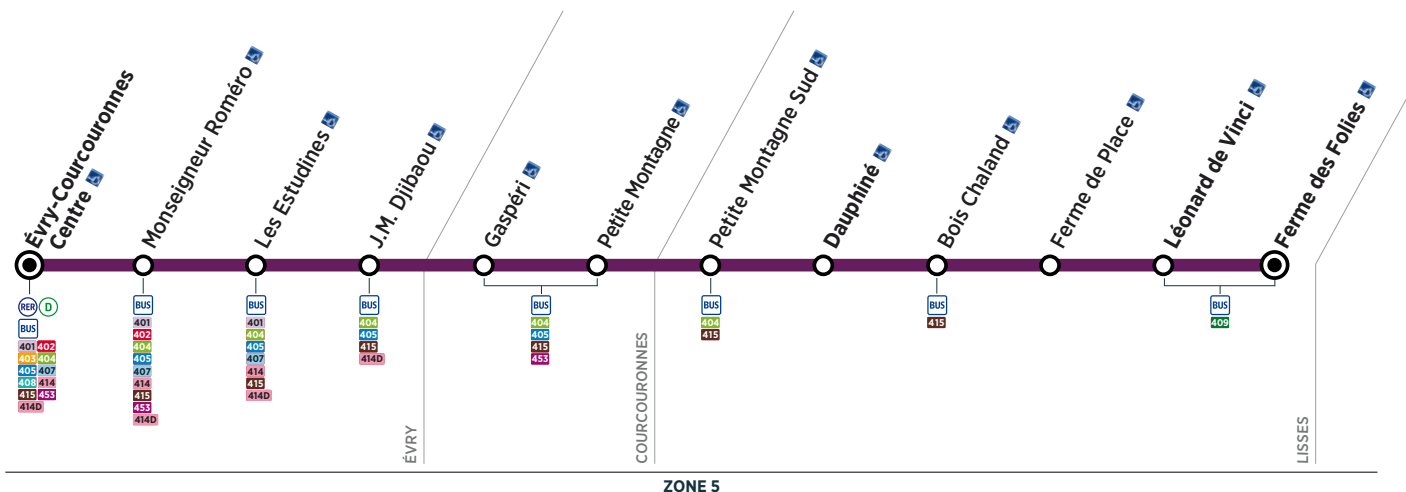 Évry-Courcouronnes
Centre
Monseigneur Roméro
Les Estudines
J.M. Djibaou
Gaspéri
Petite Montagne
Petite Montagne Sud
Dauphiné
Bois Chaland
Ferme de Place
Léonard de Vinci
Ferme des Folies
RER D
BUS
401 402
403 404
405 407
408 414
415 453
414D
BUS
401
402
404
405
407
414
415
453
414D
BUS
401
404
405
407
414
415
414D
BUS
404
405
415
414D
BUS
404
405
415
453
BUS
404
415
BUS
415
BUS
409
ÉVRY
COURCOURONNES
LISSES
ZONE 5